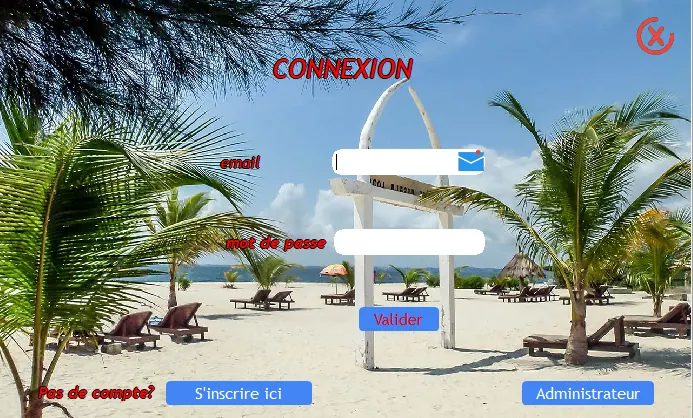 CONNEXION
email
mot de passe
Valider
Pas de compte?
S'inscrire ici
Administrateur